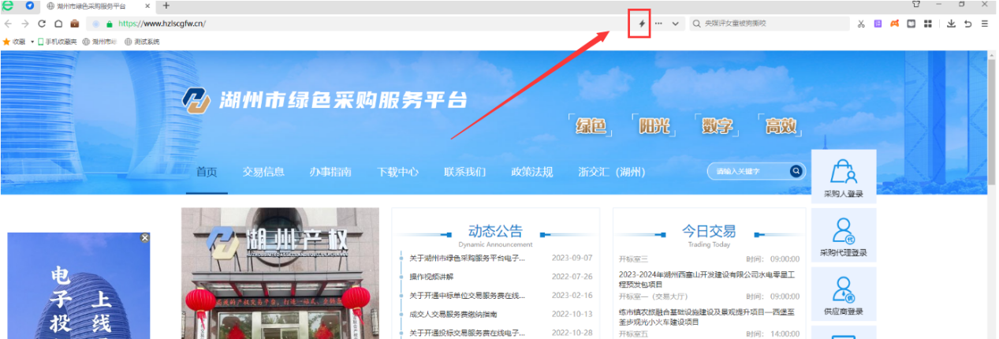 湖州市绿色采购服务平台
https://www.hzlscgfw.cn/
央媒评女童被狗撕咬
收藏 手机收藏夹 湖州市绿 测试系统
湖州市绿色采购服务平台
绿色 阳光 数字 高效
首页 交易信息 办事指南 下载中心 联系我们 政策法规 浙交汇（湖州） 请输入关键字
采购人登录
采购代理登录
供应商登录
湖州产权
电子投
上线
动态公告
Dynamic Announcement
关于湖州市绿色采购服务平台电子... 2023-09-07
操作视频讲解 2022-07-26
关于开通中标单位交易服务费在线... 2023-02-16
成交人交易服务费缴纳指南 2022-10-13
关于开通投标交易服务费在线电子... 2022-10-28
今日交易
Trading Today
开标室三 时间: 09:00:00
2023-2024年湖州西塞山开发建设有限公司水电零星工
程预发包项目
开标室一（交易大厅） 时间: 09:00:00
练市镇农旅融合基础设施建设及景观提升项目—西堡至
荃步观光小火车建设项目
开标室五 时间: 14:00:00